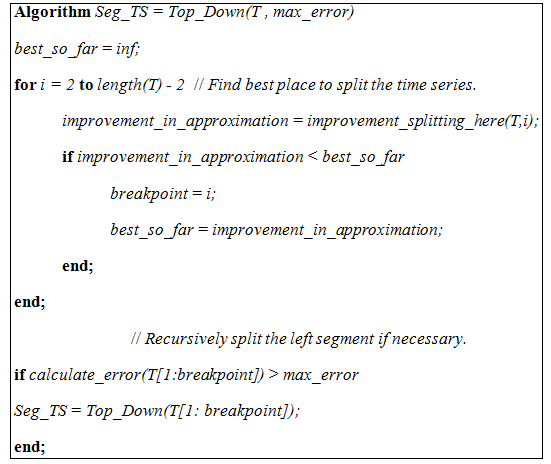 Algorithm Seg_TS = Top_Down(T , max_error)
best_so_far = inf;
for i = 2 to length(T) - 2 // Find best place to split the time series.
improvement_in_approximation = improvement_splitting_here(T,i);
if improvement_in_approximation < best_so_far
breakpoint = i;
best_so_far = improvement_in_approximation;
end;
end;
// Recursively split the left segment if necessary.
if calculate_error(T[1:breakpoint]) > max_error
Seg_TS = Top_Down(T[1: breakpoint]);
end;